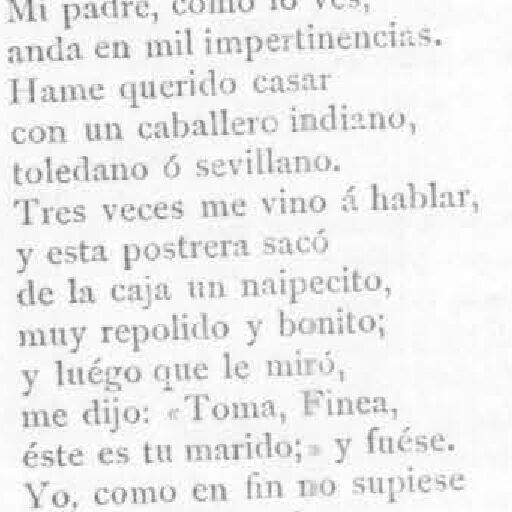 Mi padre, como lo ves,
anda en mil impertinencias.
Hame querido casar
con un caballero indiano,
toledano ó sevillano.
Tres veces me vino á hablar,
y esta postrera sacó
de la caja un naipecito,
muy repolido y bonito;
y luégo que le miró,
me dijo: «Toma, Finea,
éste es tu marido;» y fuése.
Yo, como en fin no supiese